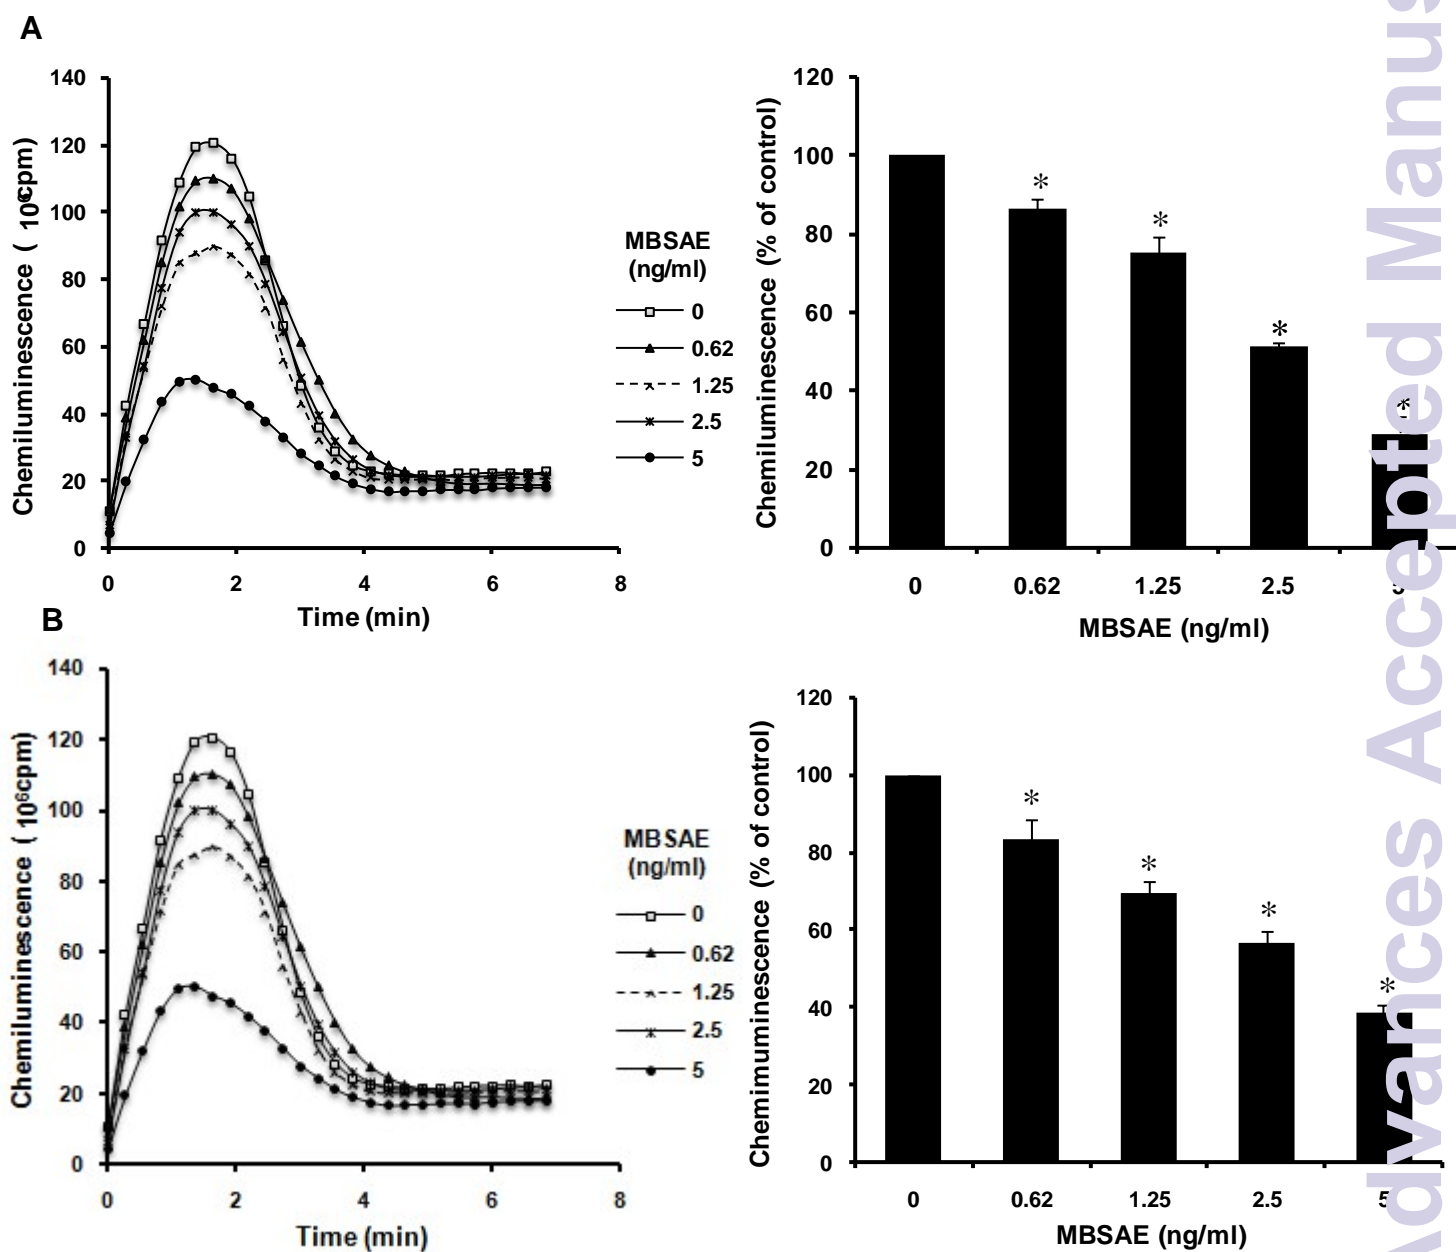 A
140
120
100
80
60
40
20
0
0 2 4 6 8
Chemiluminescence ( 10⁶cpm)
Time (min)
MBSAE
(ng/ml)
0
0.62
1.25
2.5
5
120
100
80
60
40
20
0
Chemiluminescence (% of control)
*
*
*
*
0 0.62 1.25 2.5 5
MBSAE (ng/ml)
B
140
120
100
80
60
40
20
0
0 2 4 6 8
Chemiluminescence ( 10⁶cpm)
Time (min)
MBSAE
(ng/ml)
0
0.62
1.25
2.5
5
120
100
80
60
40
20
0
Chemimuminescence (% of control)
*
*
*
*
0 0.62 1.25 2.5 5
MBSAE (ng/ml)
Advances Accepted Manus